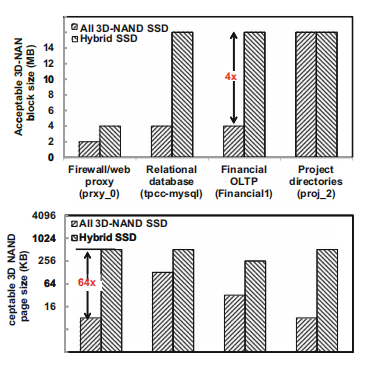 All 3D-NAND SSD
Hybrid SSD
Acceptable 3D-NAN
block size (MB)
14
12
10
8
6
4
2
0
4x
Firewall/web
proxy
(prxy_0)
Relational
database
(tpcc-mysql)
Financial
OLTP
(Financial1)
Project
directories
(proj_2)
All 3D-NAND SSD
Hybrid SSD
ceptable 3D NAND
page size (KB)
4096
1024
256
64
16
64x